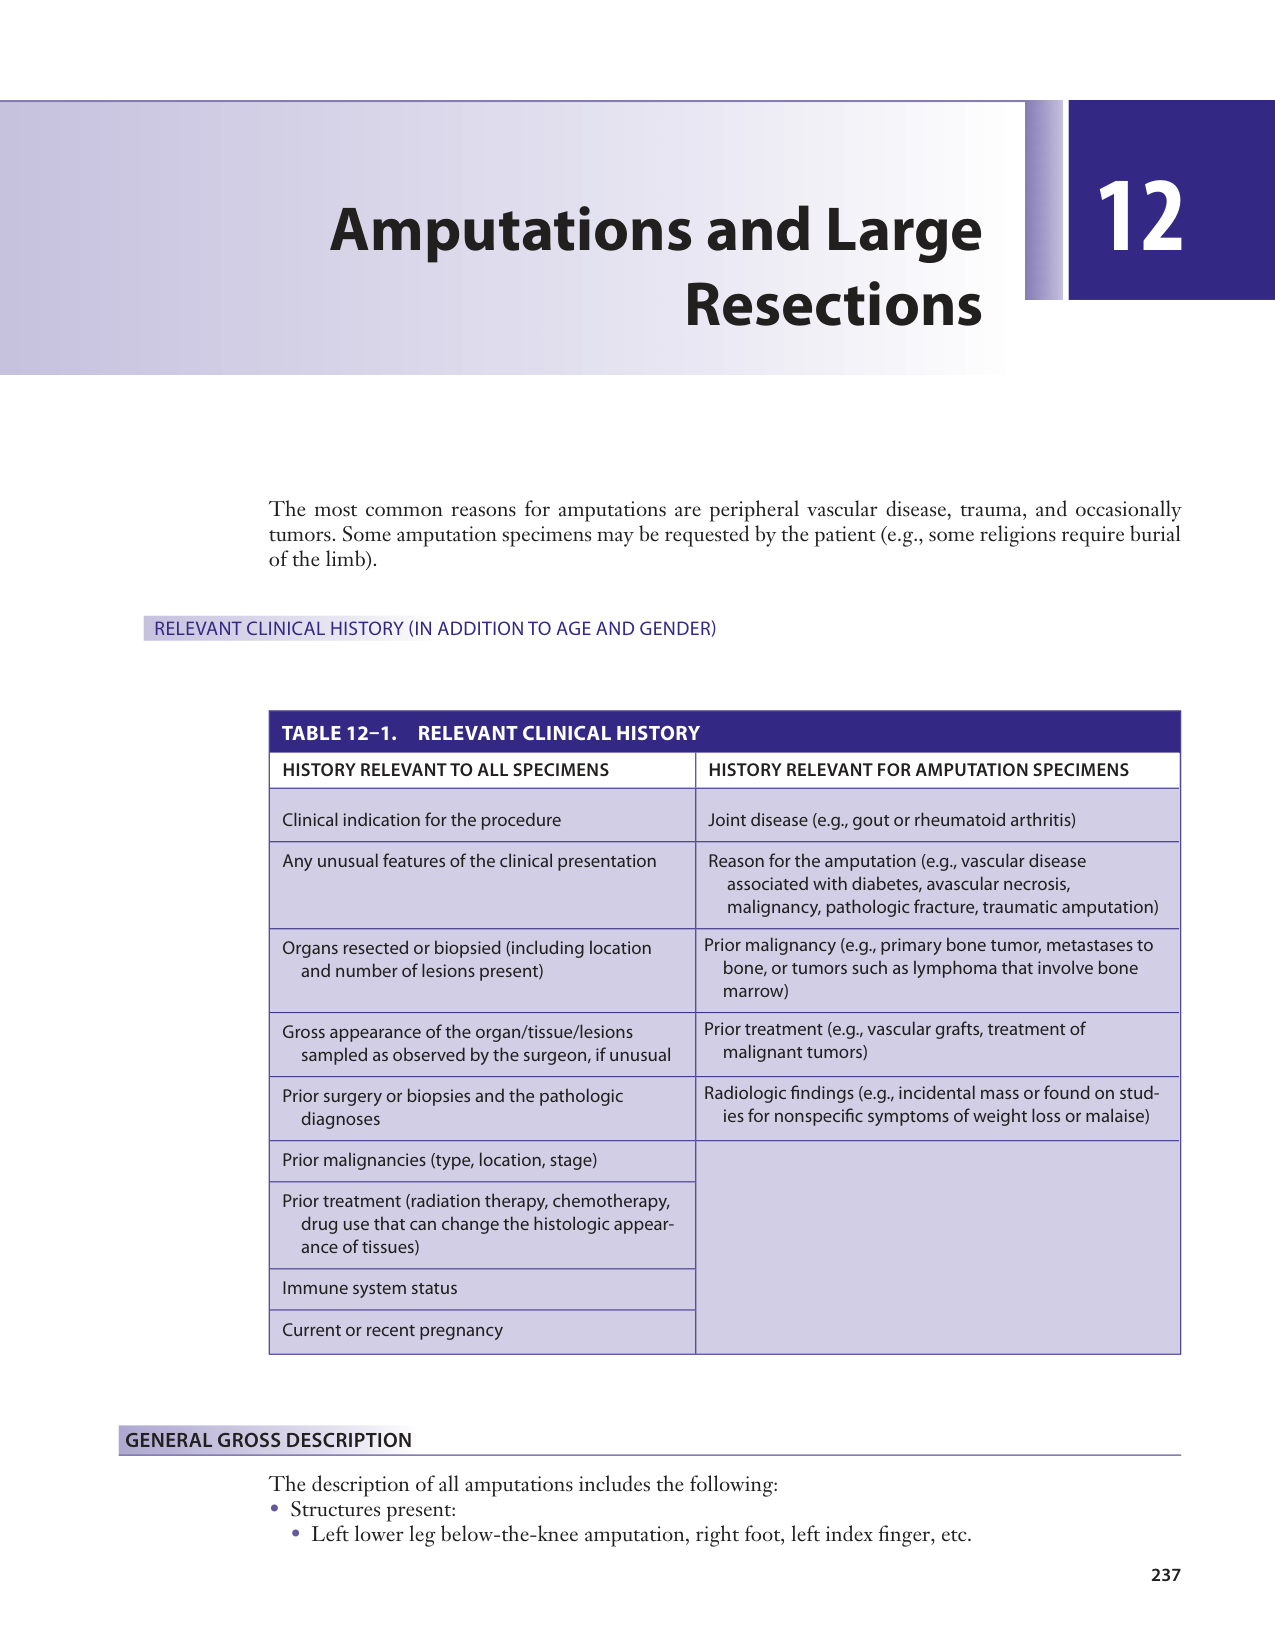 12
Amputations and Large
Resections
The most common reasons for amputations are peripheral vascular disease, trauma, and occasionally
tumors. Some amputation specimens may be requested by the patient (e.g., some religions require burial
of the limb).
RELEVANT CLINICAL HISTORY (IN ADDITION TO AGE AND GENDER)
TABLE 12–1. RELEVANT CLINICAL HISTORY
HISTORY RELEVANT TO ALL SPECIMENS
HISTORY RELEVANT FOR AMPUTATION SPECIMENS
Clinical indication for the procedure
Joint disease (e.g., gout or rheumatoid arthritis)
Any unusual features of the clinical presentation
Reason for the amputation (e.g., vascular disease
associated with diabetes, avascular necrosis,
malignancy, pathologic fracture, traumatic amputation)
Organs resected or biopsied (including location
and number of lesions present)
Prior malignancy (e.g., primary bone tumor, metastases to
bone, or tumors such as lymphoma that involve bone
marrow)
Gross appearance of the organ/tissue/lesions
sampled as observed by the surgeon, if unusual
Prior treatment (e.g., vascular grafts, treatment of
malignant tumors)
Prior surgery or biopsies and the pathologic
diagnoses
Radiologic findings (e.g., incidental mass or found on stud-
ies for nonspecific symptoms of weight loss or malaise)
Prior malignancies (type, location, stage)
Prior treatment (radiation therapy, chemotherapy,
drug use that can change the histologic appear-
ance of tissues)
Immune system status
Current or recent pregnancy
GENERAL GROSS DESCRIPTION
The description of all amputations includes the following:
• Structures present:
• Left lower leg below-the-knee amputation, right foot, left index finger, etc.
237